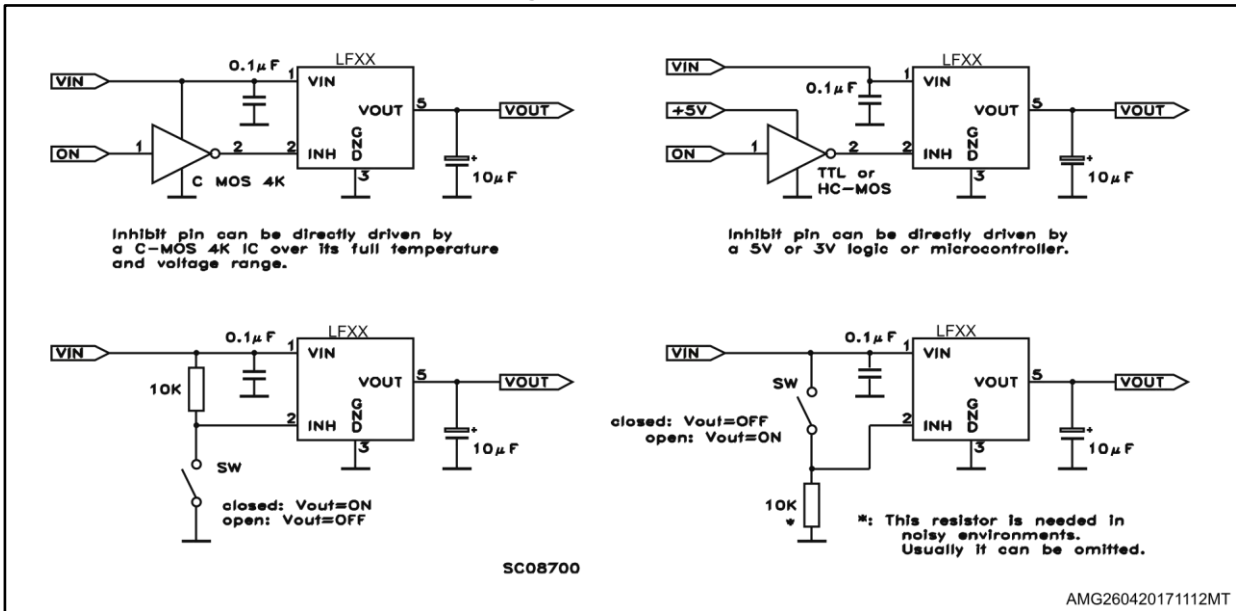 LFXX
0.1μF
VIN
1
VIN
VOUT
5
VOUT
GND
ON
1
2
2
INH
3
10μF
+
C MOS 4K
Inhibit pin can be directly driven by
a C-MOS 4K IC over its full temperature
and voltage range.
LFXX
VIN
0.1μF
1
VIN
+5V
VOUT
5
VOUT
GND
ON
1
2
2
INH
3
10μF
+
TTL or
HC-MOS
Inhibit pin can be directly driven by
a 5V or 3V logic or microcontroller.
LFXX
0.1μF
VIN
1
VIN
10K
VOUT
5
VOUT
GND
2
INH
3
10μF
+
SW
closed: Vout=ON
open: Vout=OFF
LFXX
0.1μF
VIN
1
VIN
SW
VOUT
5
VOUT
GND
2
INH
3
10μF
+
closed: Vout=OFF
open: Vout=ON
10K
*
*: This resistor is needed in
noisy environments.
Usually it can be omitted.
SC08700
AMG260420171112MT